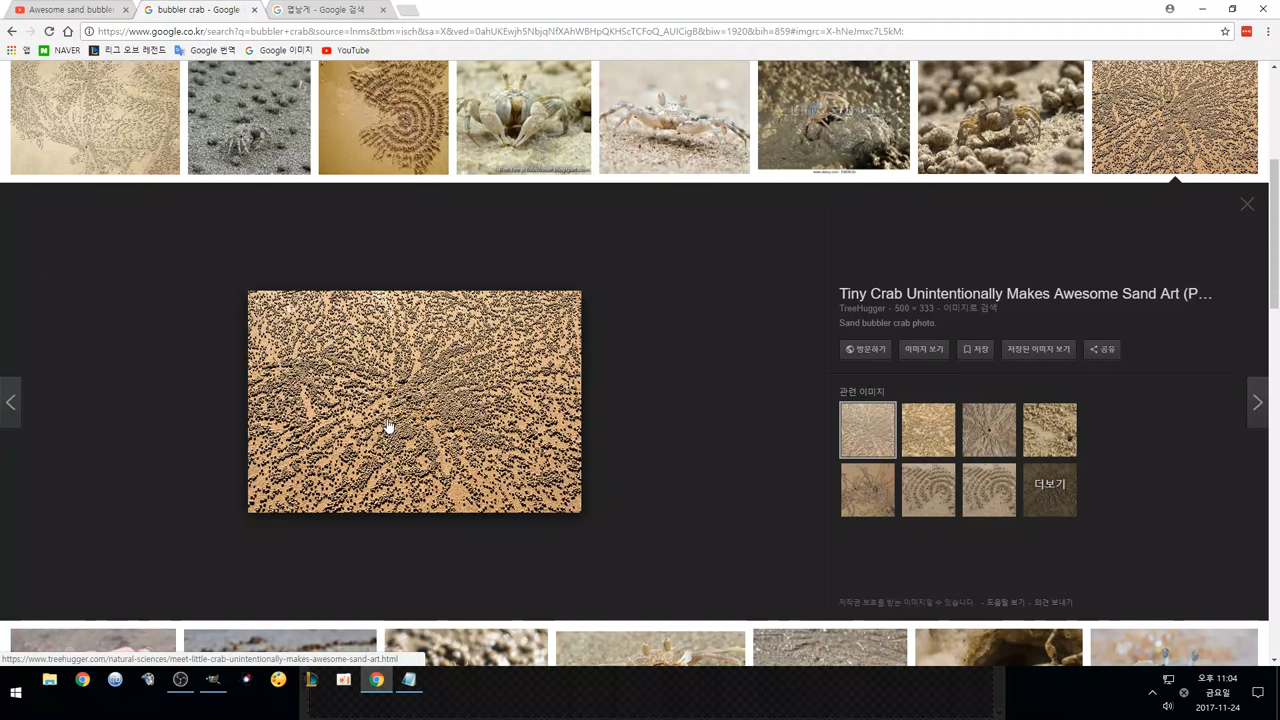 Awesome sand bubbler
bubbler crab - Google
엽낭게 - Google 검색
https://www.google.co.kr/search?q=bubbler+crab&source=lnms&tbm=isch&sa=X&ved=0ahUKEwjh5NbjqNfXAhWBHpQKHScTCFoQ_AUICigB&biw=1920&bih=859#imgrc=X-hNeJmxc7L5kM:
앱
NAVER
리그 오브 레전드
Google 번역
Google 이미지
YouTube
Tiny Crab Unintentionally Makes Awesome Sand Art (P...
TreeHugger - 500 × 333 - 이미지로 검색
Sand bubbler crab photo.
방문하기
이미지 보기
저장
저장된 이미지 보기
공유
관련 이미지
더보기
저작권 보호를 받는 이미지일 수 있습니다. - 도움말 보기 - 의견 보내기
https://www.treehugger.com/natural-sciences/meet-little-crab-unintentionally-makes-awesome-sand-art.html
오후 11:04
금요일
2017-11-24